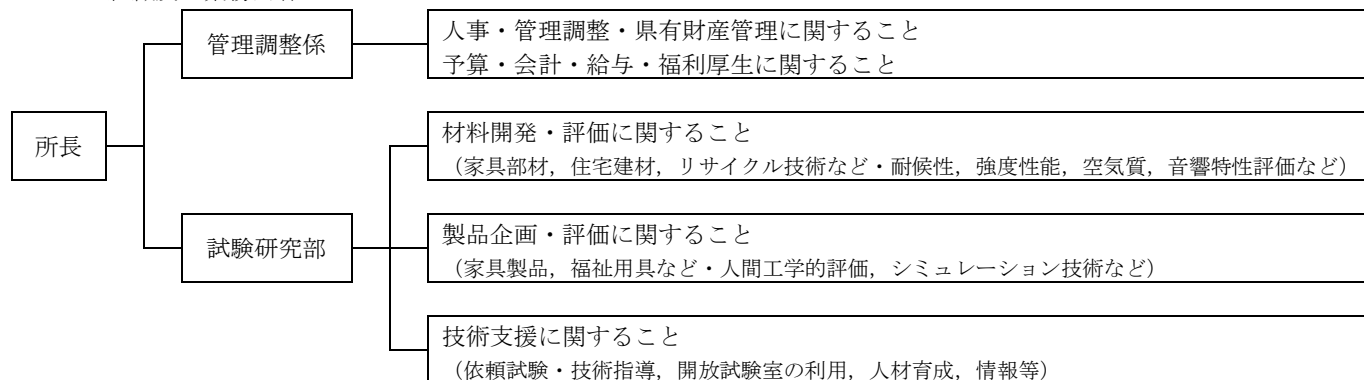 管理調整係
人事・管理調整・県有財産管理に関すること
予算・会計・給与・福利厚生に関すること
所長
材料開発・評価に関すること
（家具部材，住宅建材，リサイクル技術など・耐候性，強度性能，空気質，音響特性評価など）
試験研究部
製品企画・評価に関すること
（家具製品，福祉用具など・人間工学的評価，シミュレーション技術など）
技術支援に関すること
（依頼試験・技術指導，開放試験室の利用，人材育成，情報等）